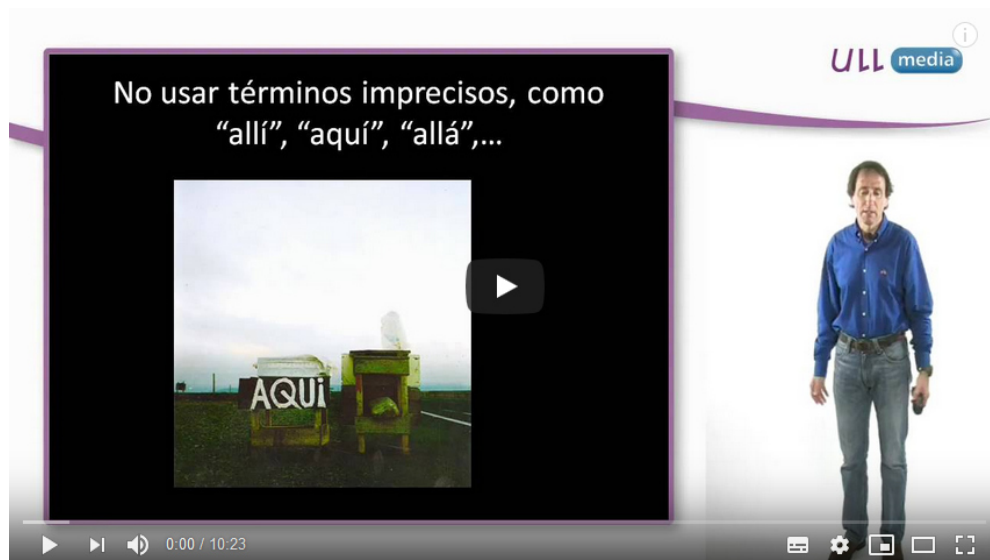 ULL media
No usar términos imprecisos, como
“allí”, “aquí”, “allá”,...
AQUi
0:00 / 10:23